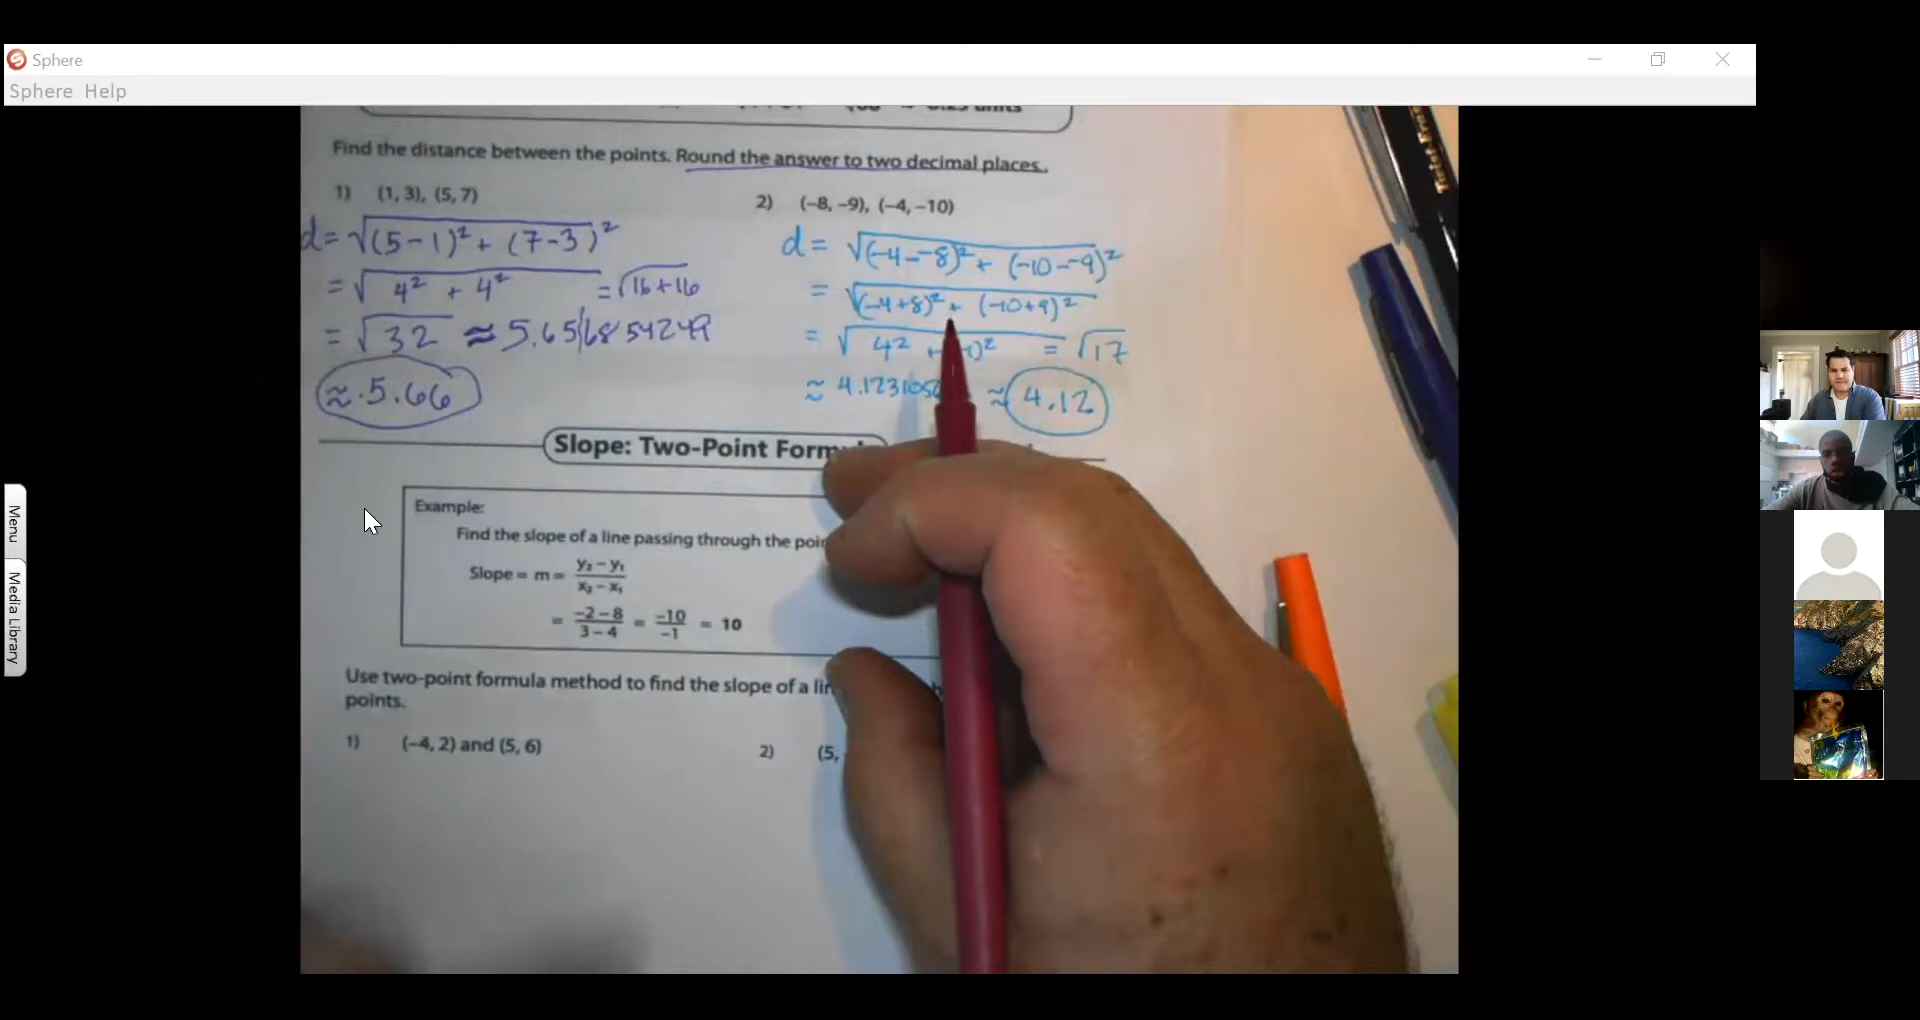 Sphere
Sphere Help
units
Find the distance between the points. Round the answer to two decimal places.
1) (1, 3), (5, 7)
d = √(5-1)² + (7-3)²
= √4² + 4² = √16+16
= √32 ≈ 5.656854249
≈ 5.66
2) (–8, –9), (–4, –10)
d = √(-4--8)² + (-10--9)²
= √(-4+8)² + (-10+9)²
= √4² + )² = √17
≈ 4.123105 ≈ 4.12
Slope: Two-Point
Example:
Find the slope of a line passing through the
Slope = m = y₂ – y₁ / x₂ – x₁
= –2 – 8 / 3 – 4 = –10 / –1 = 10
Use two-point formula method to find the slope of a
points.
1) (–4, 2) and (5, 6)
2) (5,
Menu
Media Library